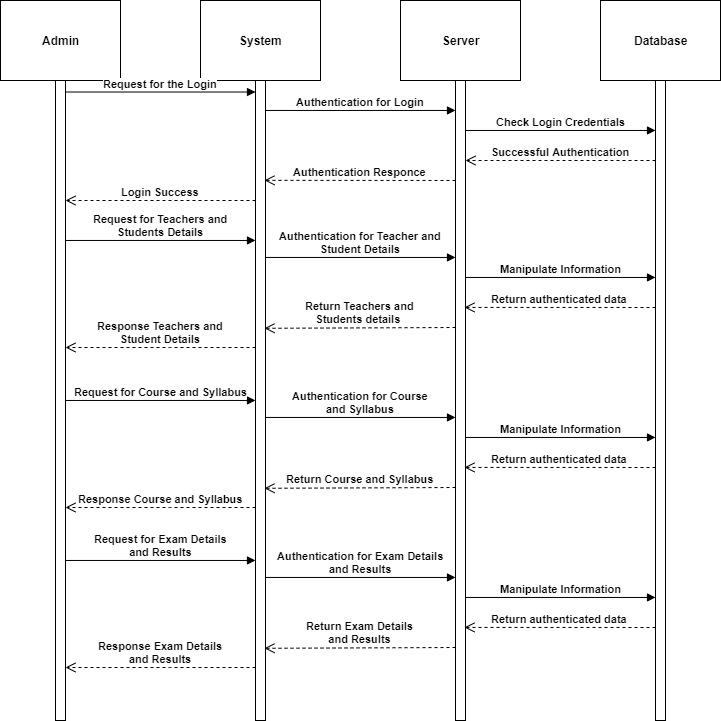 Admin
System
Server
Database
Request for the Login
Authentication for Login
Check Login Credentials
Successful Authentication
Authentication Responce
Login Success
Request for Teachers and
Students Details
Authentication for Teacher and
Student Details
Manipulate Information
Return authenticated data
Return Teachers and
Students details
Response Teachers and
Student Details
Request for Course and Syllabus
Authentication for Course
and Syllabus
Manipulate Information
Return authenticated data
Return Course and Syllabus
Response Course and Syllabus
Request for Exam Details
and Results
Authentication for Exam Details
and Results
Manipulate Information
Return authenticated data
Return Exam Details
and Results
Response Exam Details
and Results